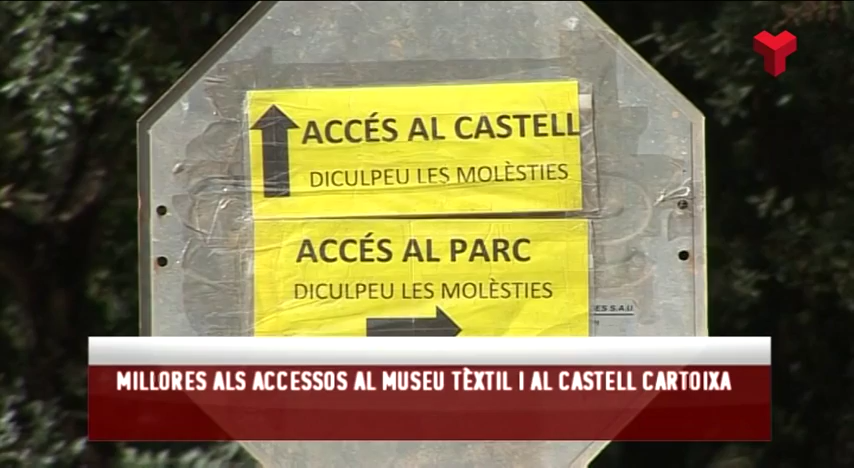 ACCÉS AL CASTELL
DICULPEU LES MOLÈSTIES
ACCÉS AL PARC
DICULPEU LES MOLÈSTIES
ES S.A.U
MILLORES ALS ACCESSOS AL MUSEU TÈXTIL I AL CASTELL CARTOIXA